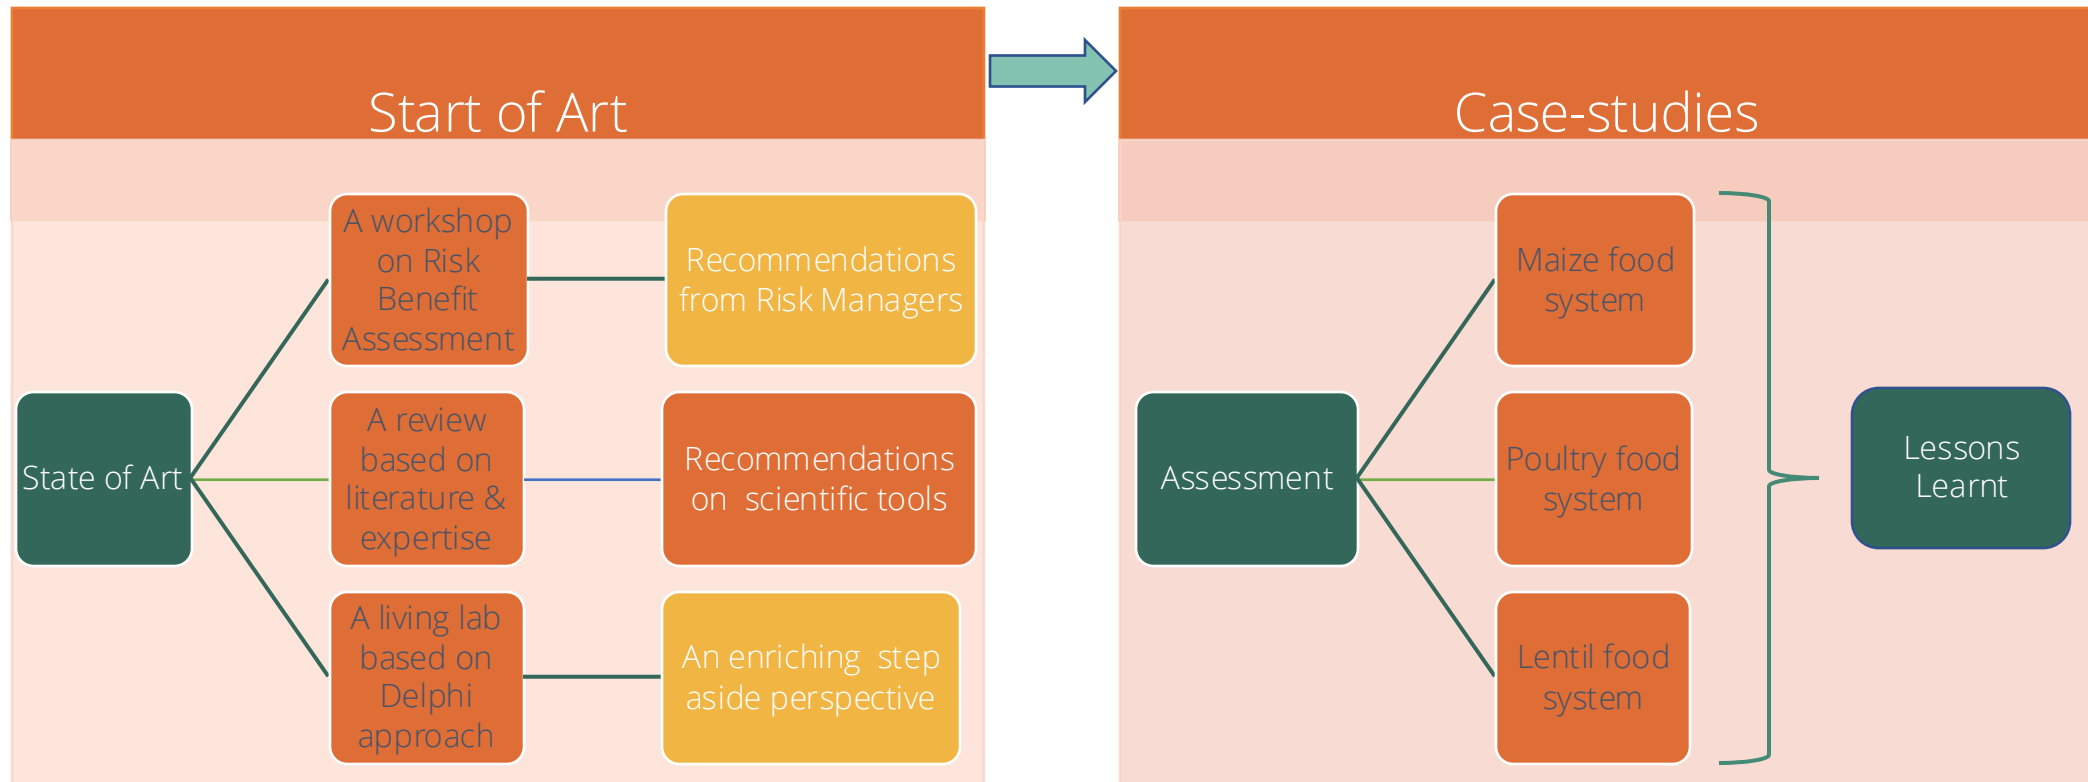 Start of Art
State of Art
A workshop
on Risk
Benefit
Assessment
Recommendations
from Risk Managers
A review
based on
literature &
expertise
Recommendations
on scientific tools
A living lab
based on
Delphi
approach
An enriching step
aside perspective
Case-studies
Assessment
Maize food
system
Poultry food
system
Lentil food
system
Lessons
Learnt